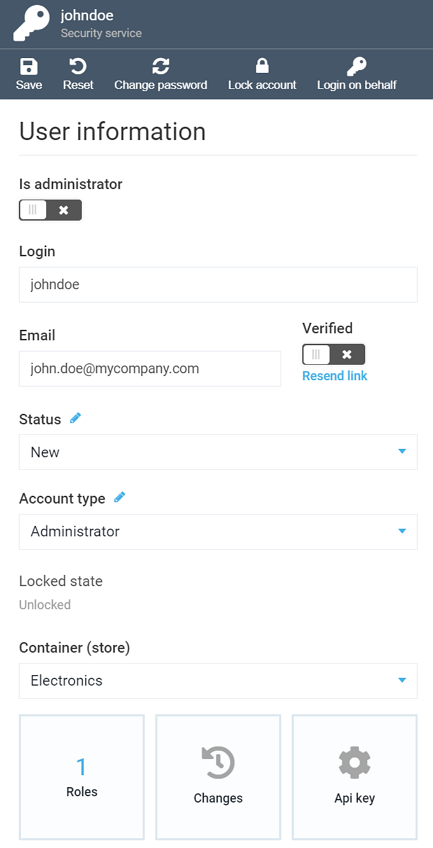 johndoe
Security service
Save Reset Change password Lock account Login on behalf
User information
Is administrator
Login
johndoe
Email
john.doe@mycompany.com
Verified
Resend link
Status
New
Account type
Administrator
Locked state
Unlocked
Container (store)
Electronics
1
Roles
Changes
Api key